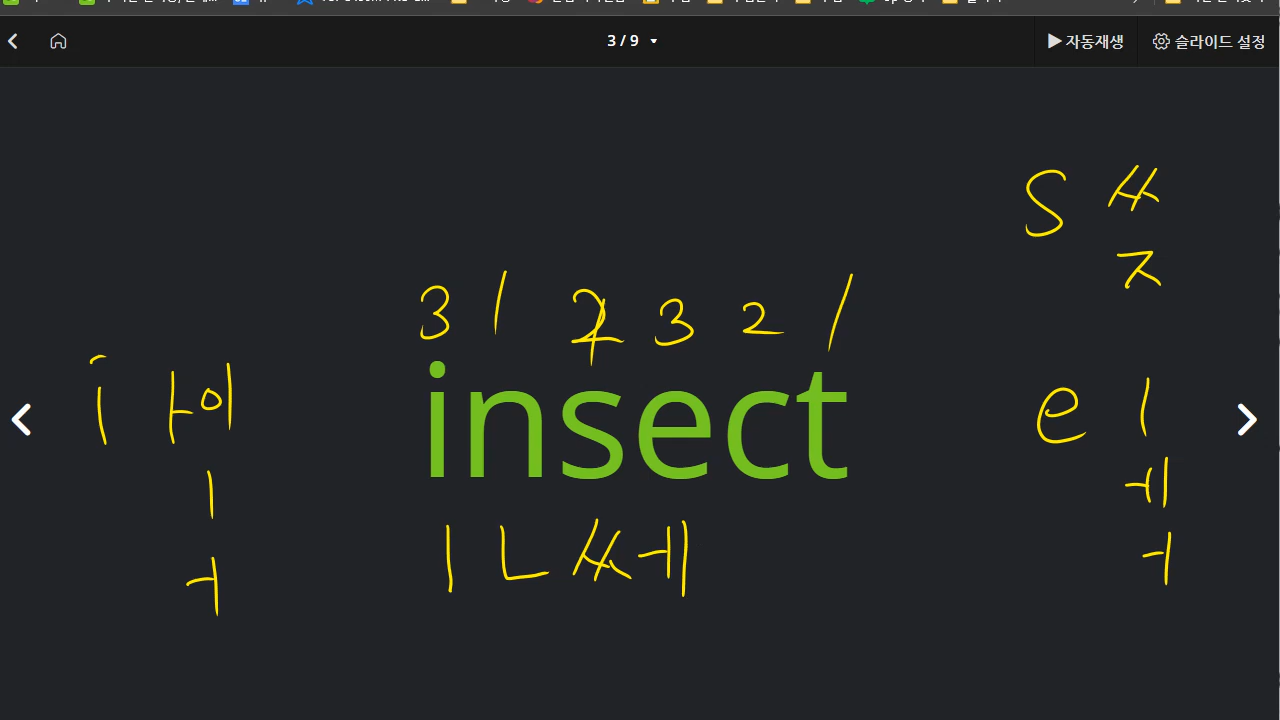 3 / 9
자동재생
슬라이드 설정
S ㅆ
ㅈ
3 1 2 3 2 1
i ㅏ이
insect
e ㅣ
ㅣ
ㅔ
ㅣ ㄴ ㅆ ㅔ
ㅓ
ㅓ